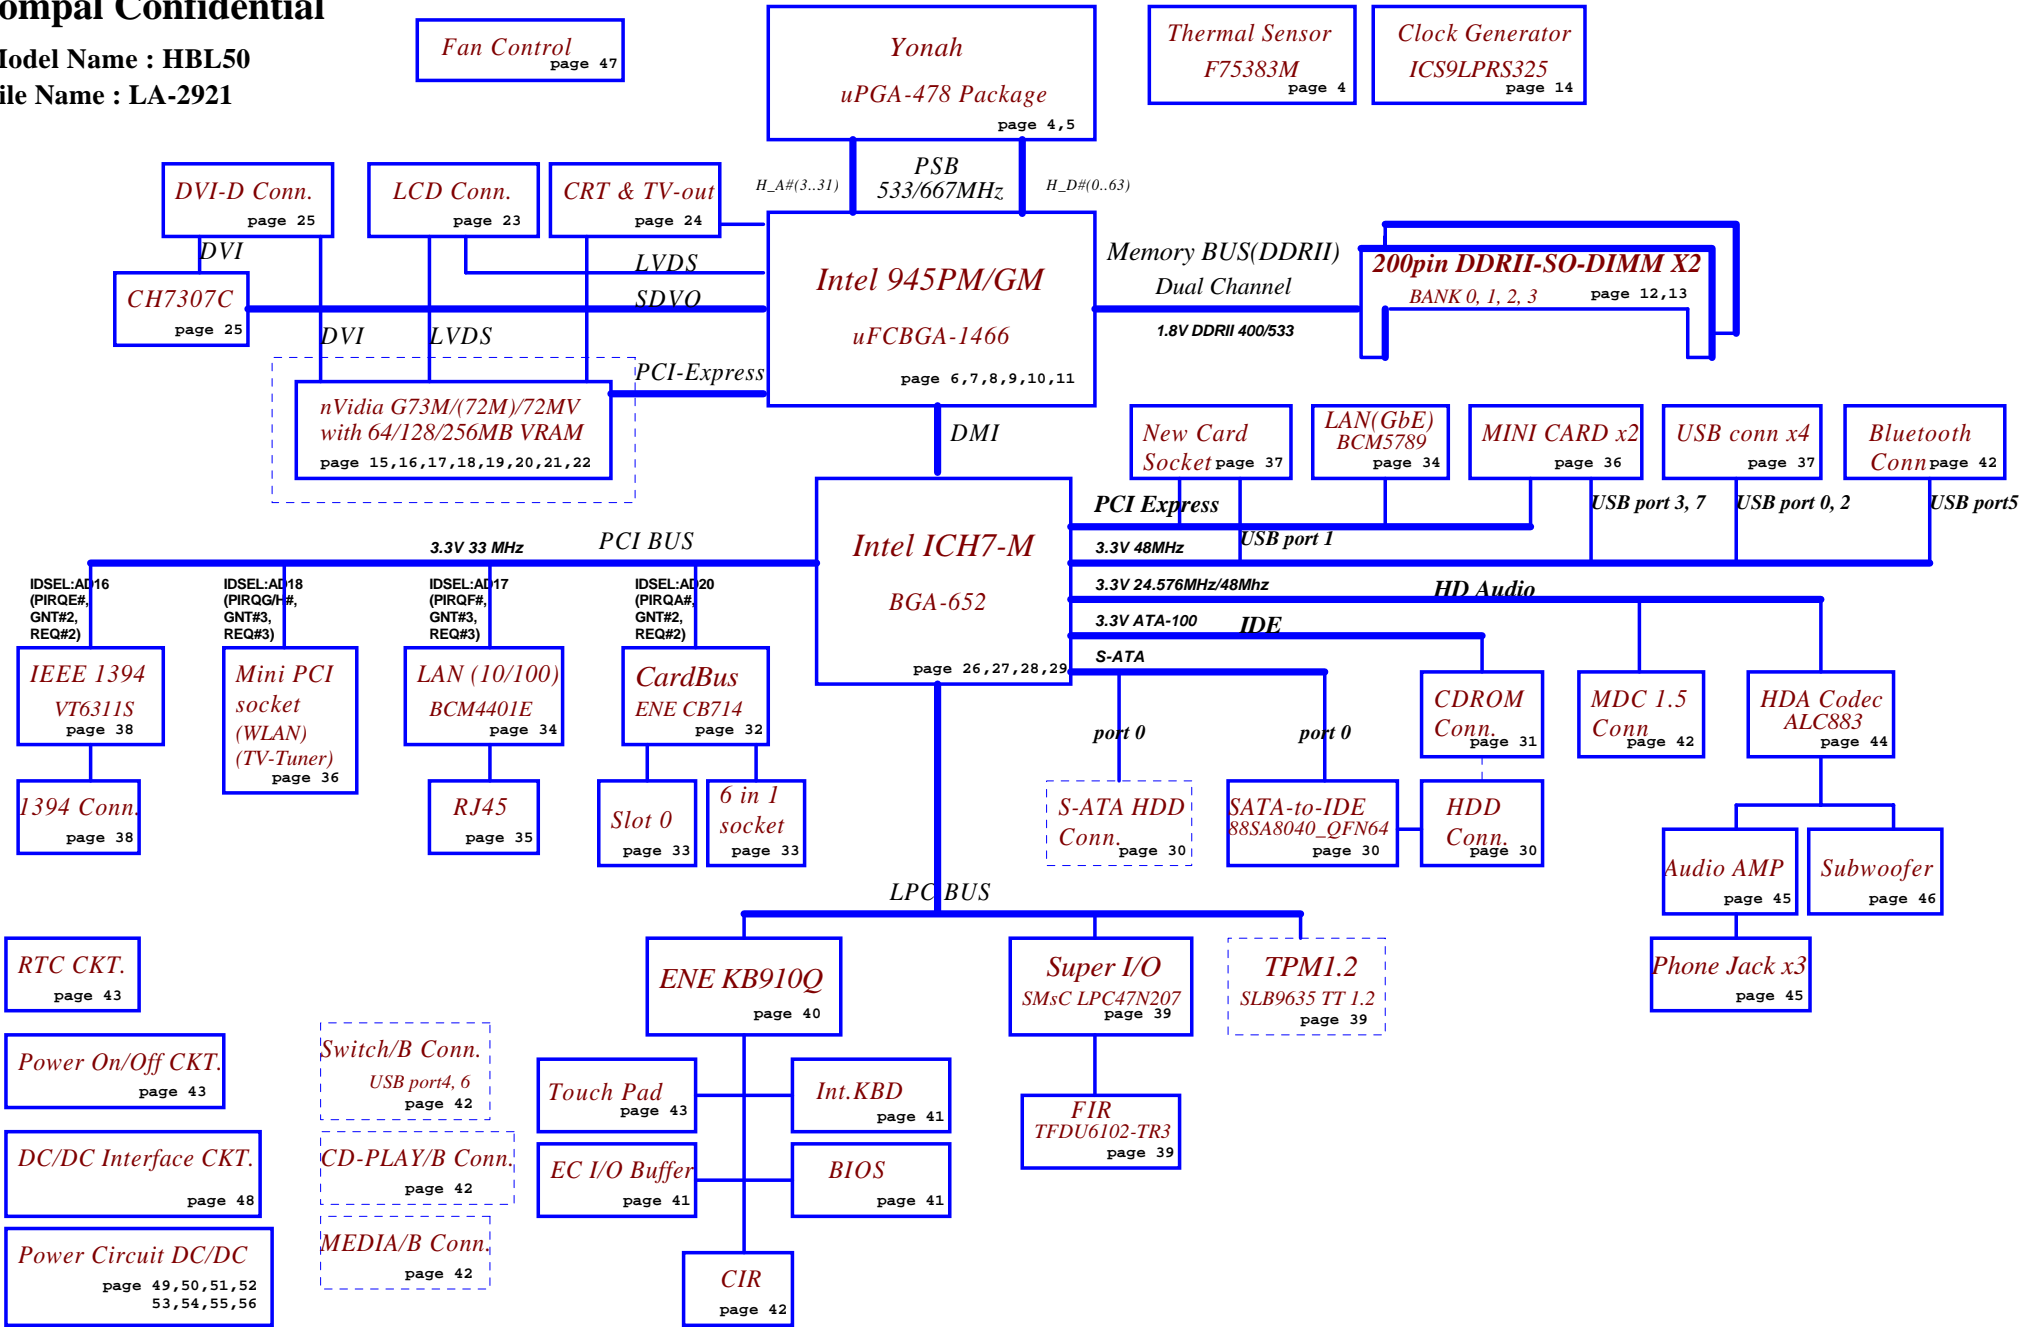 ompal Confidential
Model Name : HBL50
ile Name : LA-2921
Fan Control
page 47
Yonah
uPGA-478 Package
page 4,5
Thermal Sensor
F75383M
page 4
Clock Generator
ICS9LPRS325
page 14
DVI-D Conn.
page 25
LCD Conn.
page 23
CRT & TV-out
page 24
H_A#(3..31)
PSB
533/667MHz
H_D#(0..63)
DVI
LVDS
SDVO
CH7307C
page 25
DVI
LVDS
PCI-Express
Intel 945PM/GM
uFCBGA-1466
page 6,7,8,9,10,11
Memory BUS(DDRII)
Dual Channel
1.8V DDRII 400/533
200pin DDRII-SO-DIMM X2
BANK 0, 1, 2, 3
page 12,13
nVidia G73M/(72M)/72MV
with 64/128/256MB VRAM
page 15,16,17,18,19,20,21,22
DMI
New Card
Socket
page 37
LAN(GbE)
BCM5789
page 34
MINI CARD x2
page 36
USB conn x4
page 37
Bluetooth
Conn
page 42
PCI Express
USB port 1
USB port 3, 7
USB port 0, 2
USB port5
Intel ICH7-M
BGA-652
page 26,27,28,29
3.3V 48MHz
3.3V 24.576MHz/48Mhz
HD Audio
3.3V ATA-100
IDE
S-ATA
3.3V 33 MHz
PCI BUS
IDSEL:AD16
(PIRQE#,
GNT#2,
REQ#2)
IDSEL:AD18
(PIRQG/H#,
GNT#3,
REQ#3)
IDSEL:AD17
(PIRQF#,
GNT#3,
REQ#3)
IDSEL:AD20
(PIRQA#,
GNT#2,
REQ#2)
IEEE 1394
VT6311S
page 38
Mini PCI
socket
(WLAN)
(TV-Tuner)
page 36
LAN (10/100)
BCM4401E
page 34
CardBus
ENE CB714
page 32
1394 Conn.
page 38
RJ45
page 35
Slot 0
page 33
6 in 1
socket
page 33
port 0
port 0
CDROM
Conn.
page 31
MDC 1.5
Conn
page 42
HDA Codec
ALC883
page 44
S-ATA HDD
Conn.
page 30
SATA-to-IDE
88SA8040_QFN64
page 30
HDD
Conn.
page 30
Audio AMP
page 45
Subwoofer
page 46
Phone Jack x3
page 45
LPC BUS
ENE KB910Q
page 40
Super I/O
SMsC LPC47N207
page 39
TPM1.2
SLB9635 TT 1.2
page 39
RTC CKT.
page 43
Power On/Off CKT.
page 43
DC/DC Interface CKT.
page 48
Power Circuit DC/DC
page 49,50,51,52
53,54,55,56
Switch/B Conn.
USB port4, 6
page 42
CD-PLAY/B Conn.
page 42
MEDIA/B Conn.
page 42
Touch Pad
page 43
Int.KBD
page 41
EC I/O Buffer
page 41
BIOS
page 41
CIR
page 42
FIR
TFDU6102-TR3
page 39